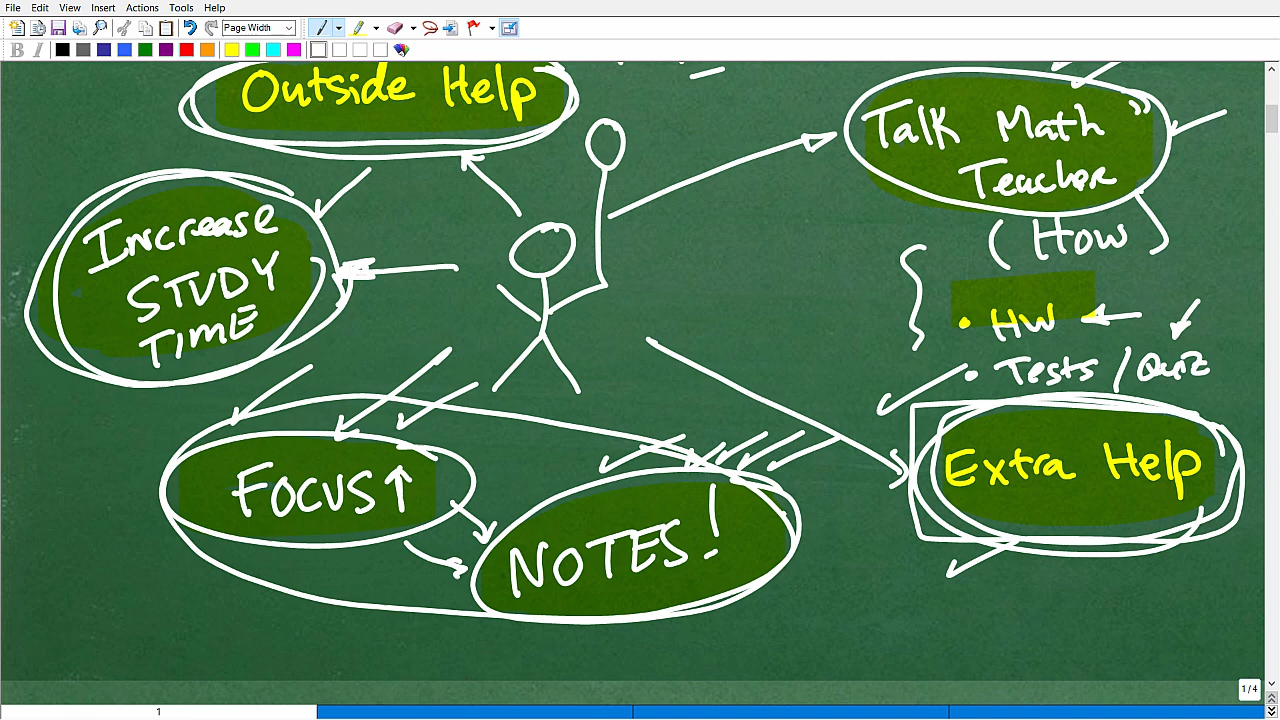 File Edit View Insert Actions Tools Help
Page Width
B I
Outside Help
Talk Math
Teacher
(How)
• HW
• Tests / Quiz
Extra Help
Increase
STUDY
TIME
FOCUS↑
NOTES!
1/4
1